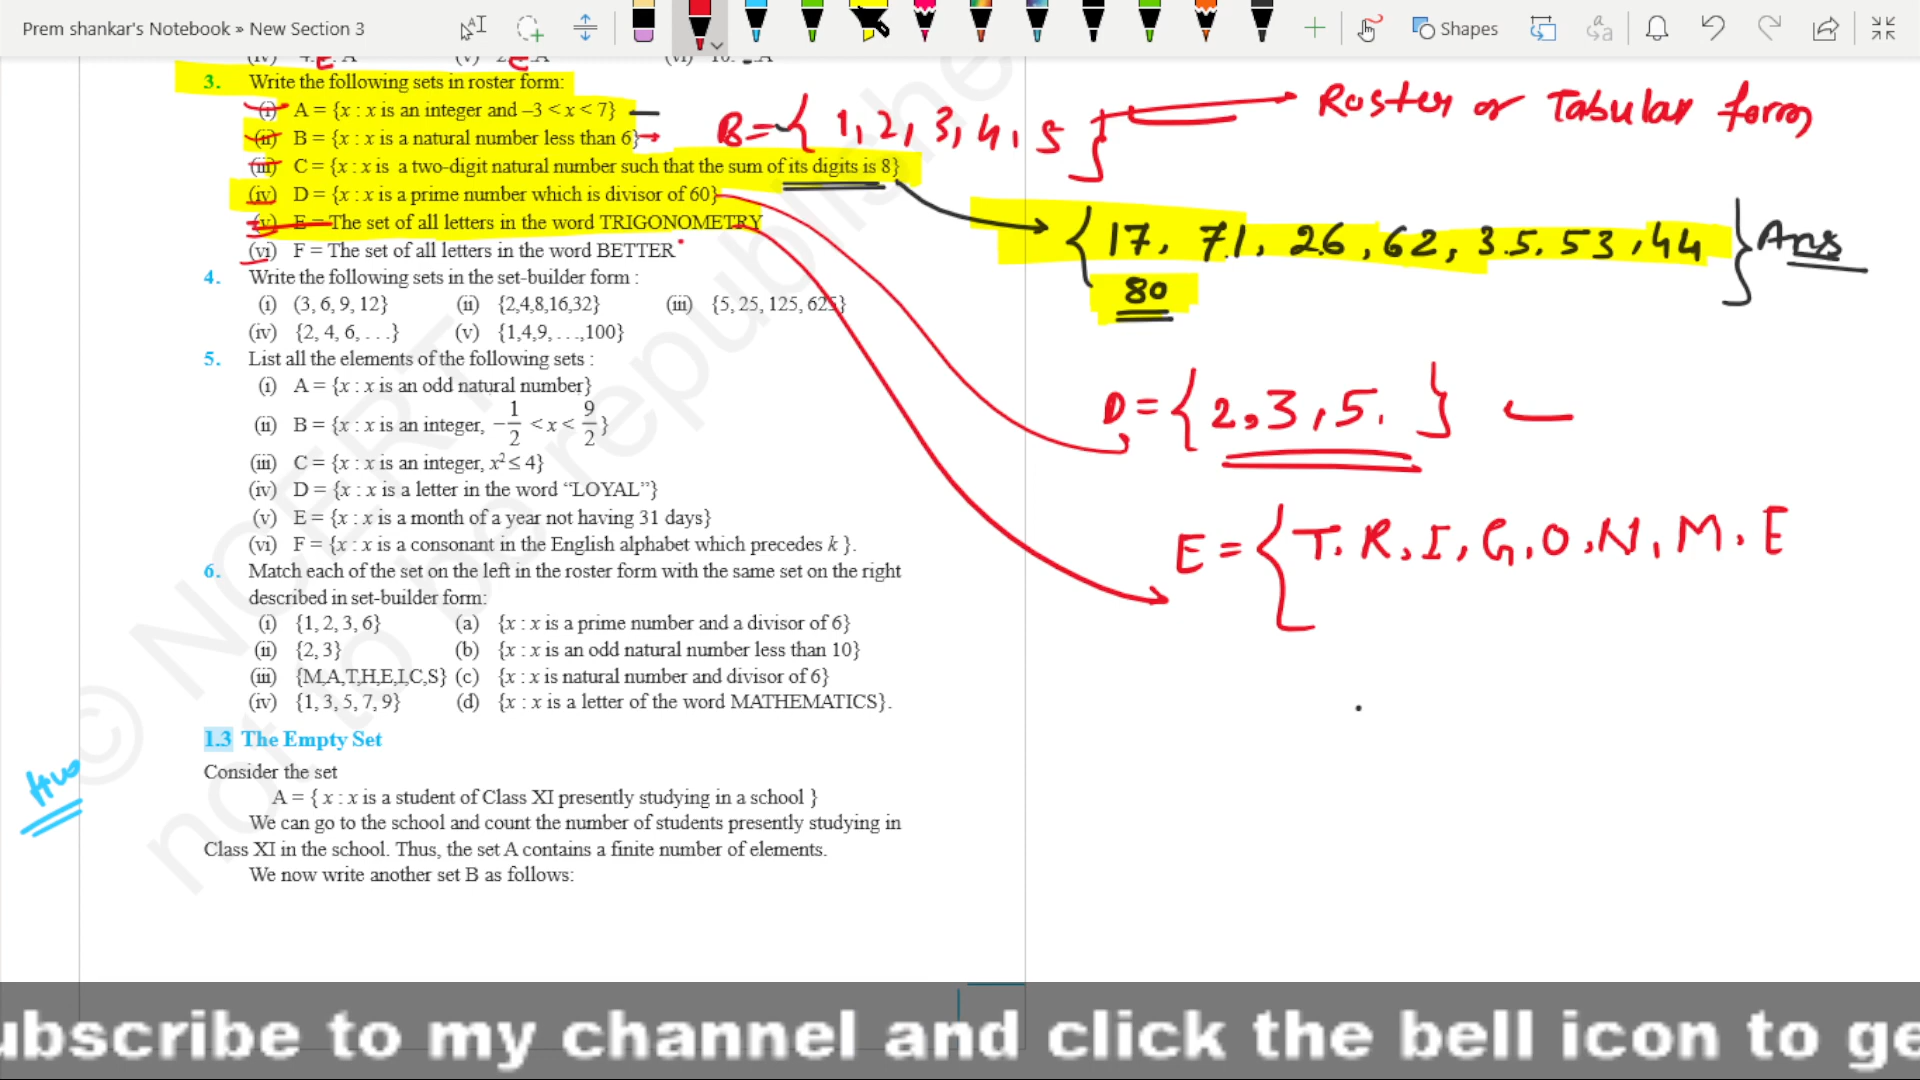 Prem shankar's Notebook » New Section 3
Shapes
3. Write the following sets in roster form:
(i) A = {x : x is an integer and –3 < x < 7}
(ii) B = {x : x is a natural number less than 6}
(iii) C = {x : x is a two-digit natural number such that the sum of its digits is 8}
(iv) D = {x : x is a prime number which is divisor of 60}
(v) E = The set of all letters in the word TRIGONOMETRY
(vi) F = The set of all letters in the word BETTER
4. Write the following sets in the set-builder form :
(i) (3, 6, 9, 12} (ii) {2,4,8,16,32} (iii) {5, 25, 125, 625}
(iv) {2, 4, 6, . . .} (v) {1,4,9, . . .,100}
5. List all the elements of the following sets :
(i) A = {x : x is an odd natural number}
(ii) B = {x : x is an integer, –1/2 < x < 9/2}
(iii) C = {x : x is an integer, x² ≤ 4}
(iv) D = {x : x is a letter in the word “LOYAL”}
(v) E = {x : x is a month of a year not having 31 days}
(vi) F = {x : x is a consonant in the English alphabet which precedes k }.
6. Match each of the set on the left in the roster form with the same set on the right
described in set-builder form:
(i) {1, 2, 3, 6} (a) {x : x is a prime number and a divisor of 6}
(ii) {2, 3} (b) {x : x is an odd natural number less than 10}
(iii) {M,A,T,H,E,I,C,S} (c) {x : x is natural number and divisor of 6}
(iv) {1, 3, 5, 7, 9} (d) {x : x is a letter of the word MATHEMATICS}.
1.3 The Empty Set
Consider the set
A = { x : x is a student of Class XI presently studying in a school }
We can go to the school and count the number of students presently studying in
Class XI in the school. Thus, the set A contains a finite number of elements.
We now write another set B as follows:
© NCERT
not to be republished
B = { 1, 2, 3, 4, 5 }
Roster or Tabular form
{ 17, 71, 26, 62, 35, 53, 44 } Ans
80
D = { 2, 3, 5. }
E = { T, R, I, G, O, N, M, E
ubscribe to my channel and click the bell icon to ge